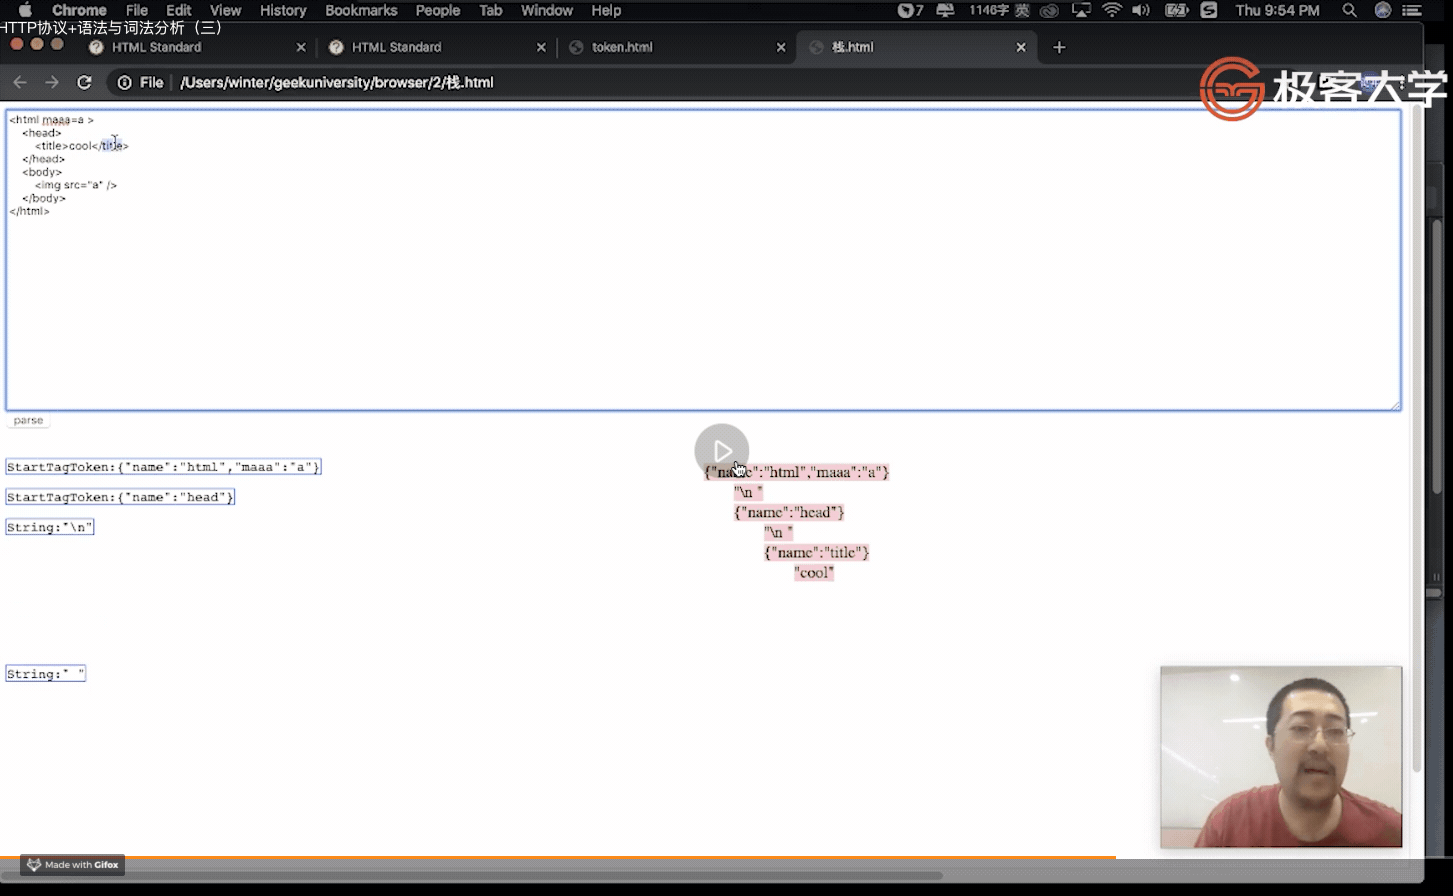 Chrome File Edit View History Bookmarks People Tab Window Help 7 1146字 英 Thu 9:54 PM
HTTP协议+语法与词法分析（三）
HTML Standard HTML Standard token.html 栈.html
File /Users/winter/geekuniversity/browser/2/栈.html
极客大学
<html maaa=a >
<head>
<title>cool</title>
</head>
<body>
<img src="a" />
</body>
</html>
parse
StartTagToken:{"name":"html","maaa":"a"}
StartTagToken:{"name":"head"}
String:"\n"
String:" "
{"name":"html","maaa":"a"}
"\n "
{"name":"head"}
"\n "
{"name":"title"}
"cool"
Made with Gifox